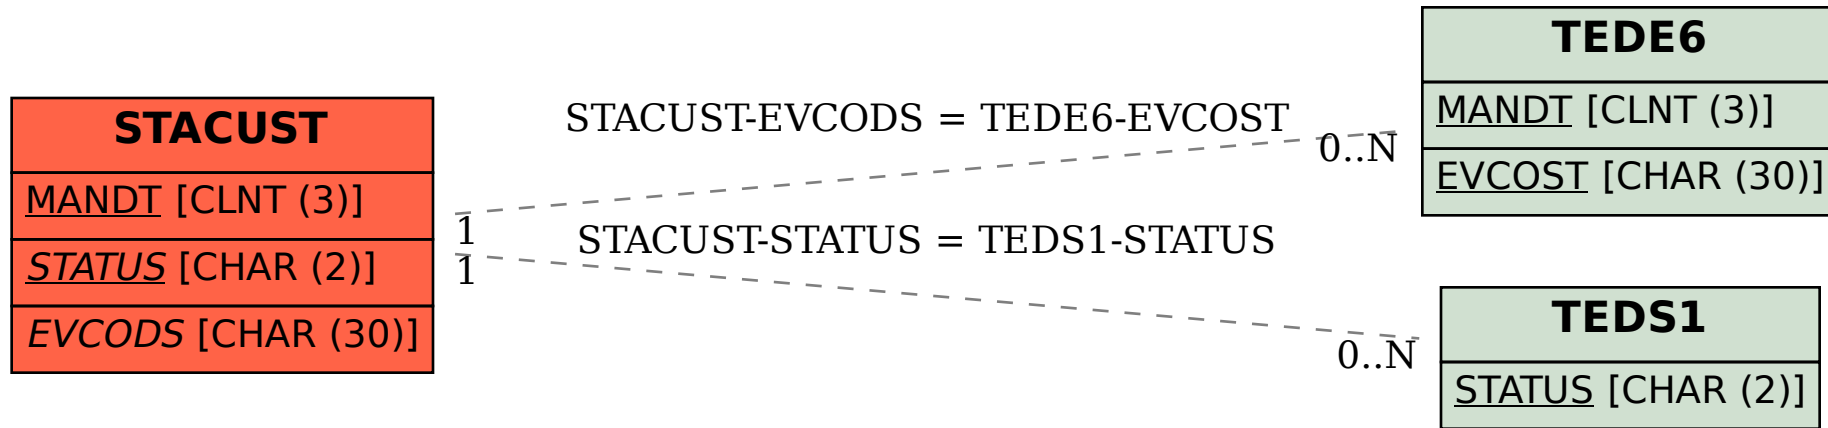 STACUST
MANDT [CLNT (3)]
STATUS [CHAR (2)]
EVCODS [CHAR (30)]
STACUST-EVCODS = TEDE6-EVCOST
0..N
1
STACUST-STATUS = TEDS1-STATUS
1
0..N
TEDE6
MANDT [CLNT (3)]
EVCOST [CHAR (30)]
TEDS1
STATUS [CHAR (2)]